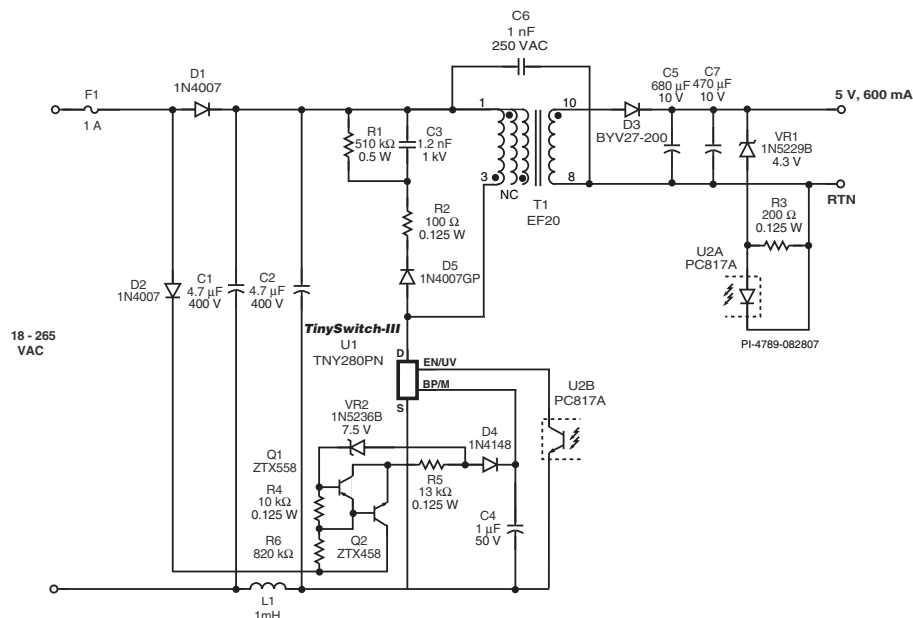 C6
1 nF
250 VAC
D1
1N4007
F1
1 A
R1
510 kΩ
0.5 W
C3
1.2 nF
1 kV
1
3
NC
10
8
T1
EF20
D3
BYV27-200
C5
680 µF
10 V
C7
470 µF
10 V
5 V, 600 mA
VR1
1N5229B
4.3 V
RTN
R2
100 Ω
0.125 W
R3
200 Ω
0.125 W
D2
1N4007
C1
4.7 µF
400 V
C2
4.7 µF
400 V
D5
1N4007GP
U2A
PC817A
PI-4789-082807
18 - 265
VAC
TinySwitch-III
U1
TNY280PN
D
S
EN/UV
BP/M
U2B
PC817A
VR2
1N5236B
7.5 V
D4
1N4148
Q1
ZTX558
R4
10 kΩ
0.125 W
R5
13 kΩ
0.125 W
R6
820 kΩ
Q2
ZTX458
C4
1 µF
50 V
L1
1mH